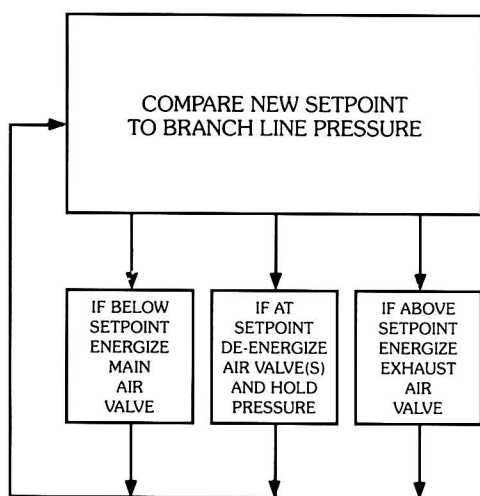 COMPARE NEW SETPOINT
TO BRANCH LINE PRESSURE
IF BELOW
SETPOINT
ENERGIZE
MAIN
AIR
VALVE
IF AT
SETPOINT
DE-ENERGIZE
AIR VALVE(S)
AND HOLD
PRESSURE
IF ABOVE
SETPOINT
ENERGIZE
EXHAUST
AIR
VALVE